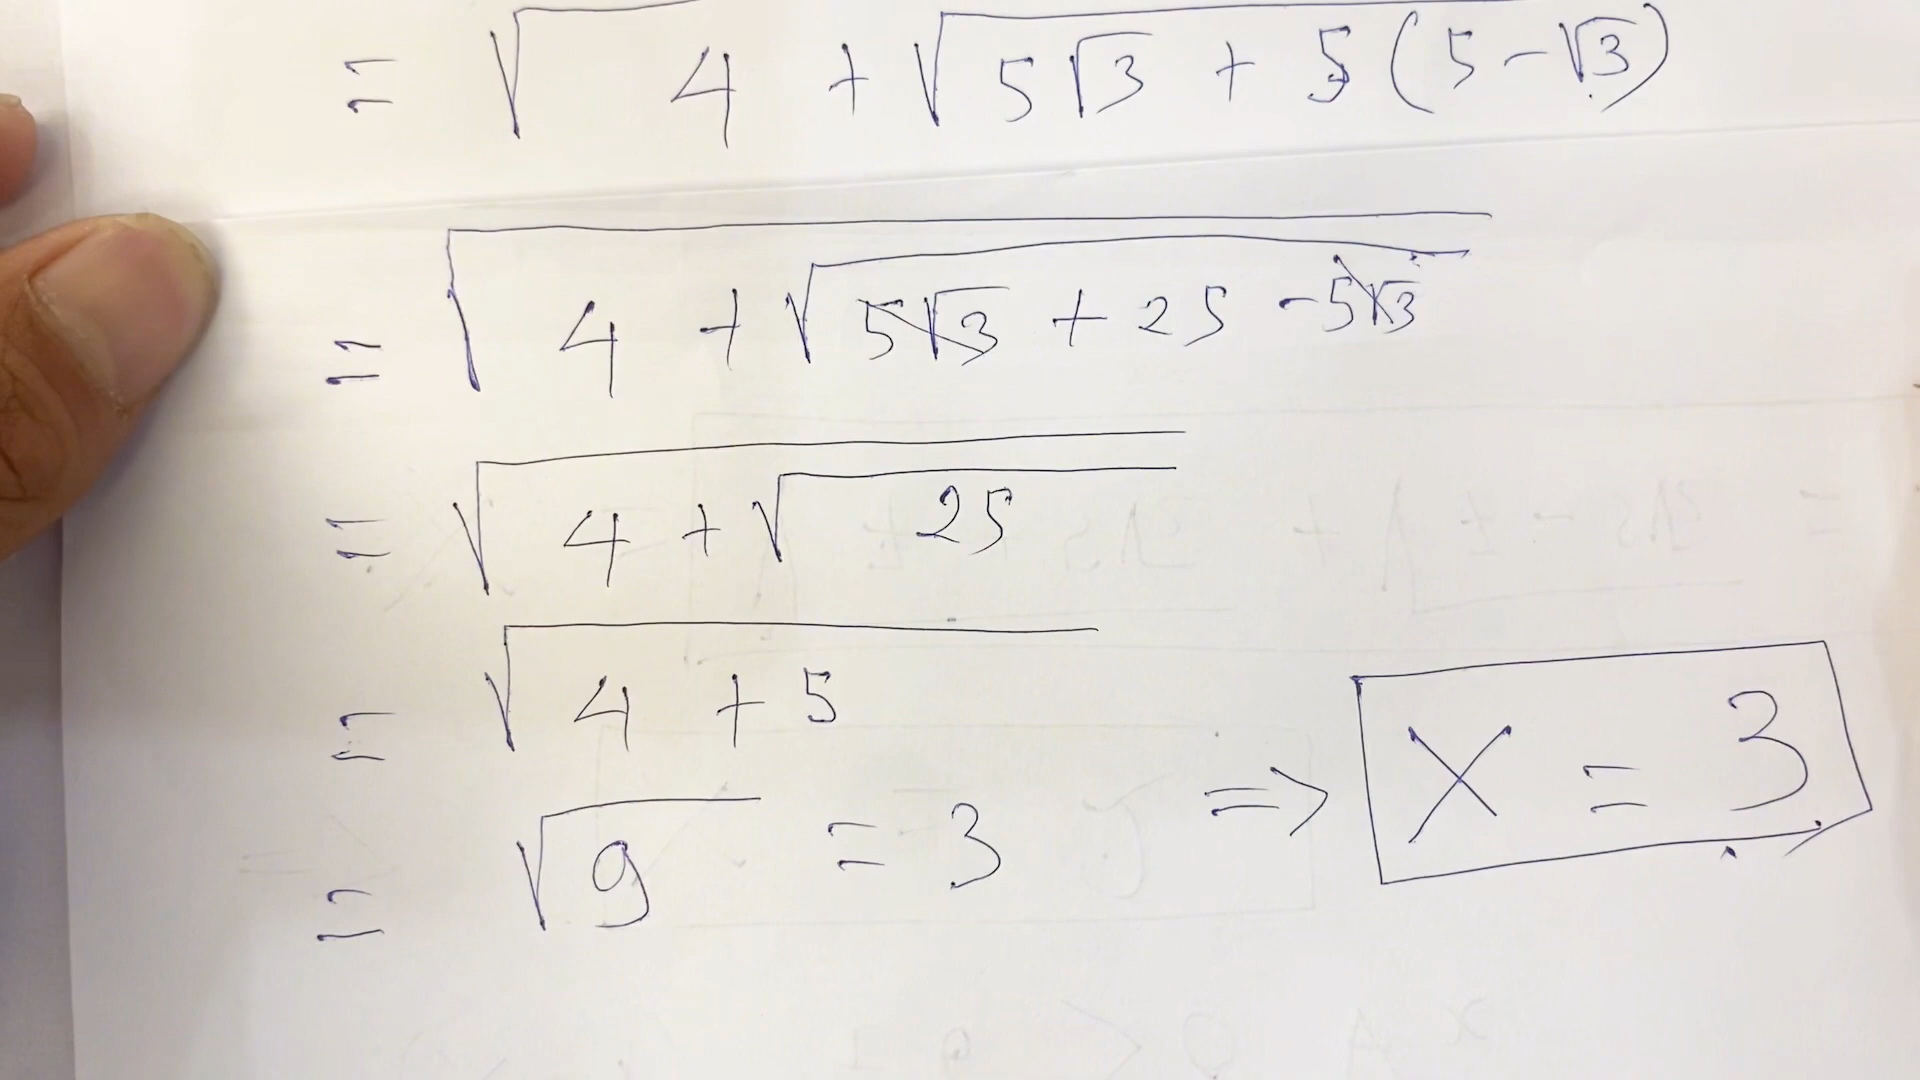 = √(4 + √(5√3 + 5(5-√3)
= √(4 + √(5√3 + 25 -5√3))
= √(4 + √25)
= √(4 + 5)
= √9 = 3 ⇒ X = 3